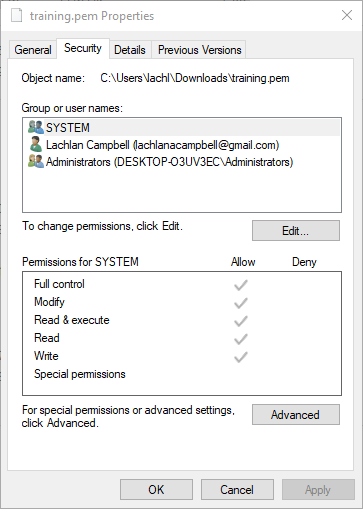 training.pem Properties
General Security Details Previous Versions
Object name: C:\Users\lachl\Downloads\training.pem
Group or user names:
SYSTEM
Lachlan Campbell (lachlanacampbell@gmail.com)
Administrators (DESKTOP-O3UV3EC\Administrators)
To change permissions, click Edit. Edit...
Permissions for SYSTEM Allow Deny
Full control
Modify
Read & execute
Read
Write
Special permissions
For special permissions or advanced settings,
click Advanced. Advanced
OK Cancel Apply